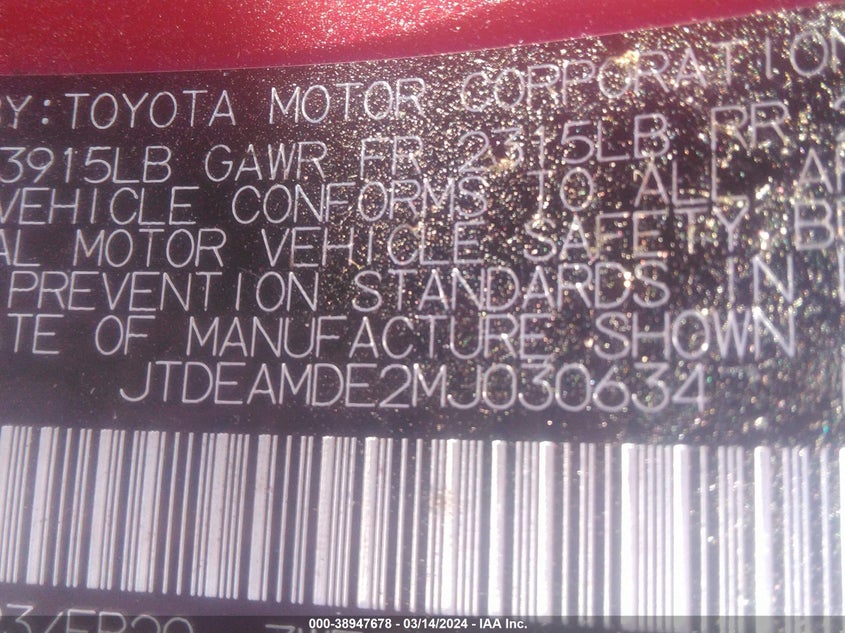 BY: TOYOTA MOTOR CORPORATION
3915LB GAWR FR 2315LB RR
VEHICLE CONFORMS TO ALL
AL MOTOR VEHICLE SAFETY
PREVENTION STANDARDS IN
TE OF MANUFACTURE SHOWN
JTDEAMDE2MJ030634
000-38947678 - 03/14/2024 - IAA Inc.